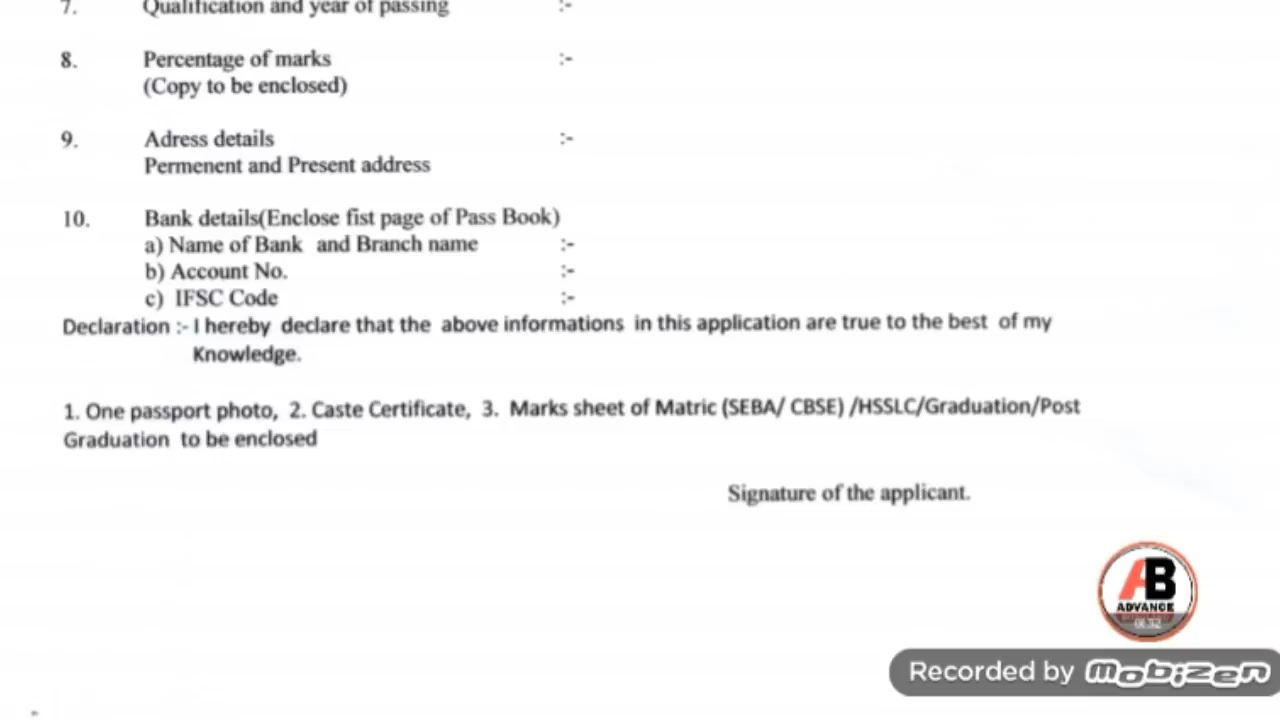 7. Qualification and year of passing :-
8. Percentage of marks :-
(Copy to be enclosed)
9. Adress details :-
Permenent and Present address
10. Bank details(Enclose fist page of Pass Book)
a) Name of Bank and Branch name :-
b) Account No. :-
c) IFSC Code :-
Declaration :- I hereby declare that the above informations in this application are true to the best of my
Knowledge.
1. One passport photo, 2. Caste Certificate, 3. Marks sheet of Matric (SEBA/ CBSE) /HSSLC/Graduation/Post
Graduation to be enclosed
Signature of the applicant.
AB
ADVANCE
Recorded by mobizen